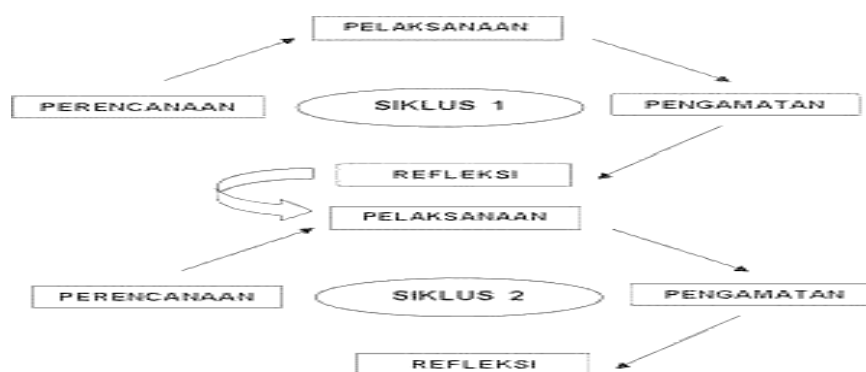 PELAKSANAAN
PERENCANAAN
SIKLUS 1
PENGAMATAN
REFLEKSI
PELAKSANAAN
PERENCANAAN
SIKLUS 2
PENGAMATAN
REFLEKSI